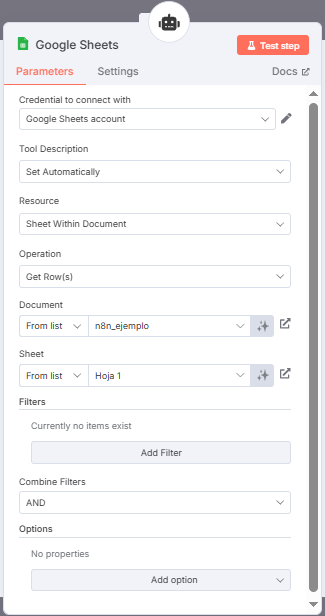 Google Sheets
Test step
Parameters
Settings
Docs
Credential to connect with
Google Sheets account
Tool Description
Set Automatically
Resource
Sheet Within Document
Operation
Get Row(s)
Document
From list
n8n_ejemplo
Sheet
From list
Hoja 1
Filters
Currently no items exist
Add Filter
Combine Filters
AND
Options
No properties
Add option